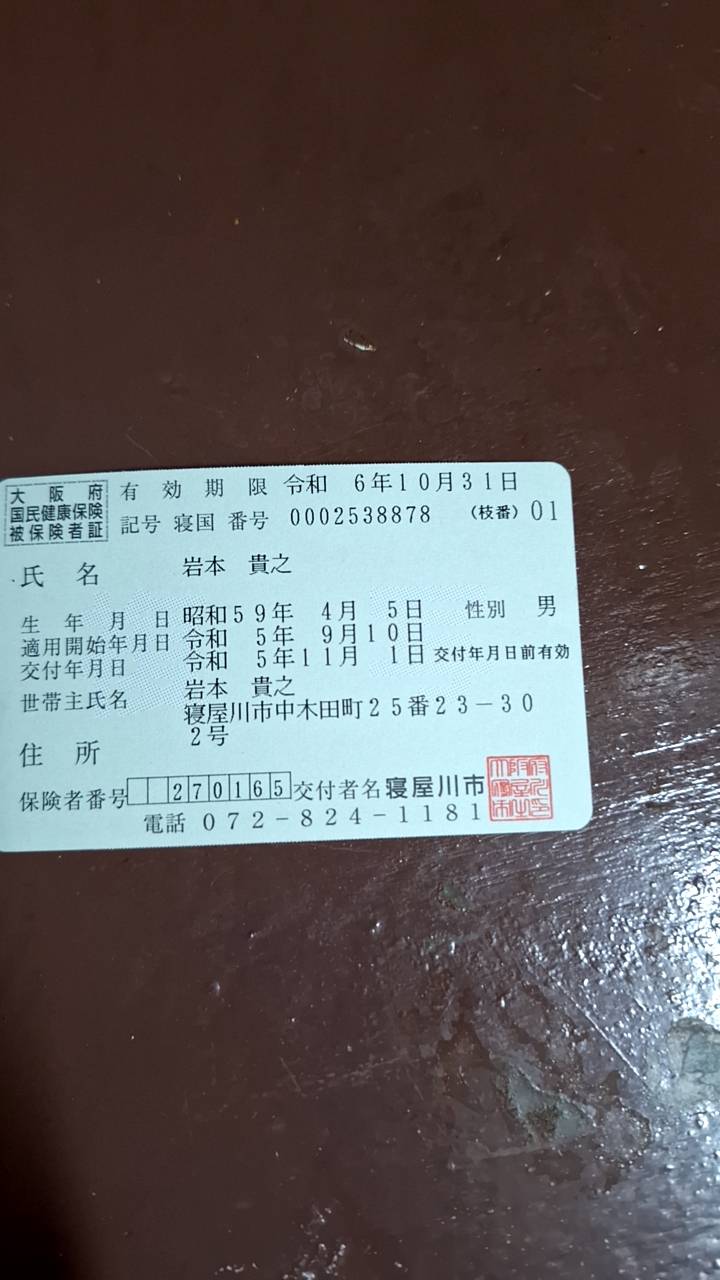 大阪府
国民健康保険
被保険者証
有効期限 令和 6年10月31日
記号 寝国 番号 0002538878 (枝番) 01
氏名 岩本 貴之
生年月日 昭和59年 4月 5日 性別 男
適用開始年月日 令和 5年 9月10日
交付年月日 令和 5年11月 1日 交付年月日前有効
世帯主氏名 岩本 貴之
住所 寝屋川市中木田町25番23-30
2号
保険者番号 270165 交付者名 寝屋川市
電話 072-824-1181